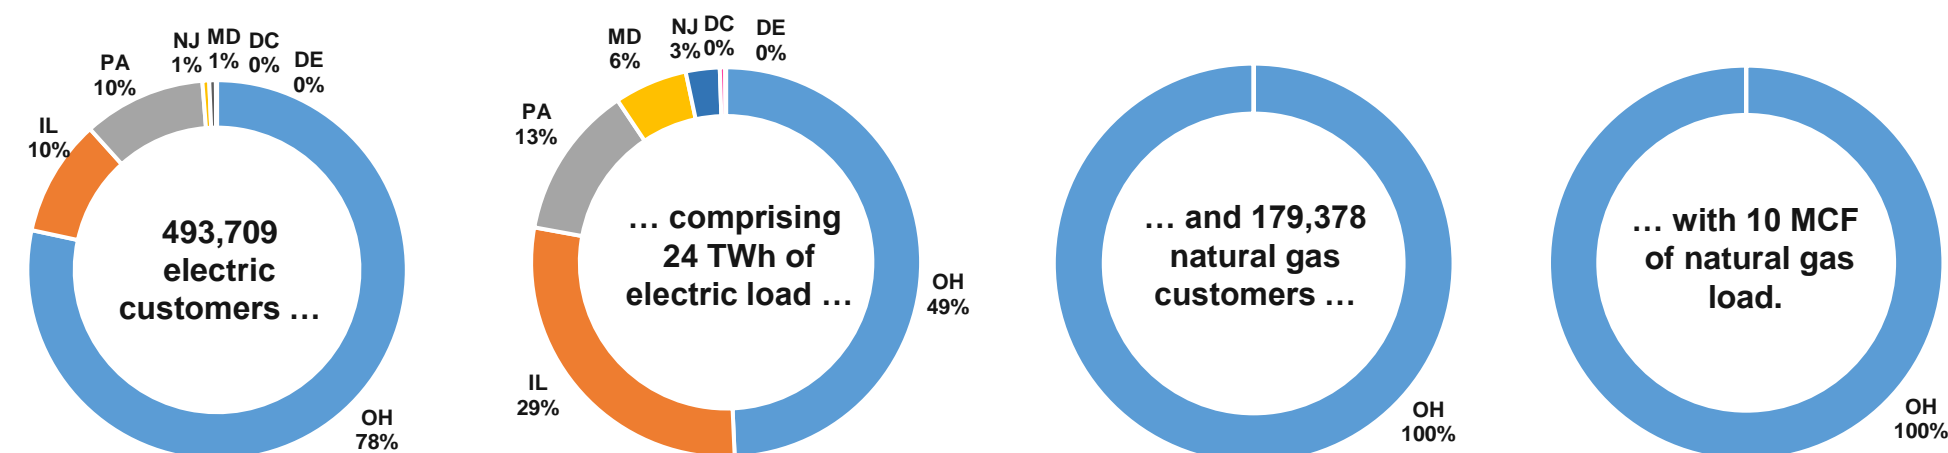 NJ
1%
MD
1%
DC
0%
DE
0%
PA
10%
IL
10%
493,709
electric
customers …
OH
78%
NJ
3%
DC
0%
DE
0%
MD
6%
PA
13%
… comprising
24 TWh of
electric load …
OH
49%
IL
29%
… and 179,378
natural gas
customers …
OH
100%
… with 10 MCF
of natural gas
load.
OH
100%